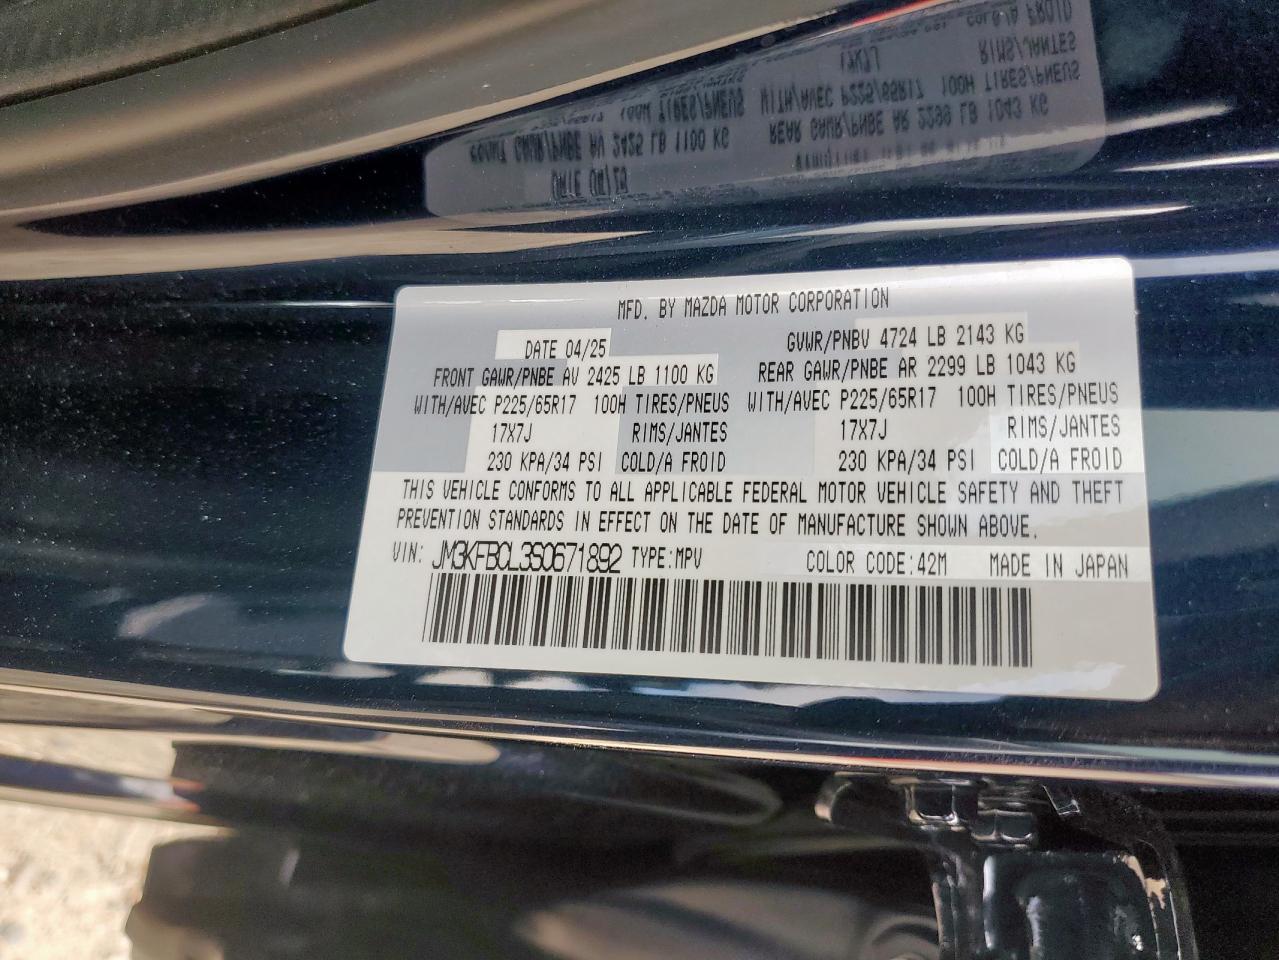 MFD. BY MAZDA MOTOR CORPORATION
DATE 04/25 GVWR/PNBV 4724 LB 2143 KG
FRONT GAWR/PNBE AV 2425 LB 1100 KG REAR GAWR/PNBE AR 2299 LB 1043 KG
WITH/AVEC P225/65R17 100H TIRES/PNEUS WITH/AVEC P225/65R17 100H TIRES/PNEUS
17X7J RIMS/JANTES 17X7J RIMS/JANTES
230 KPA/34 PSI COLD/A FROID 230 KPA/34 PSI COLD/A FROID
THIS VEHICLE CONFORMS TO ALL APPLICABLE FEDERAL MOTOR VEHICLE SAFETY AND THEFT
PREVENTION STANDARDS IN EFFECT ON THE DATE OF MANUFACTURE SHOWN ABOVE.
VIN: JM3KFBCL3S0671892 TYPE:MPV COLOR CODE:42M MADE IN JAPAN